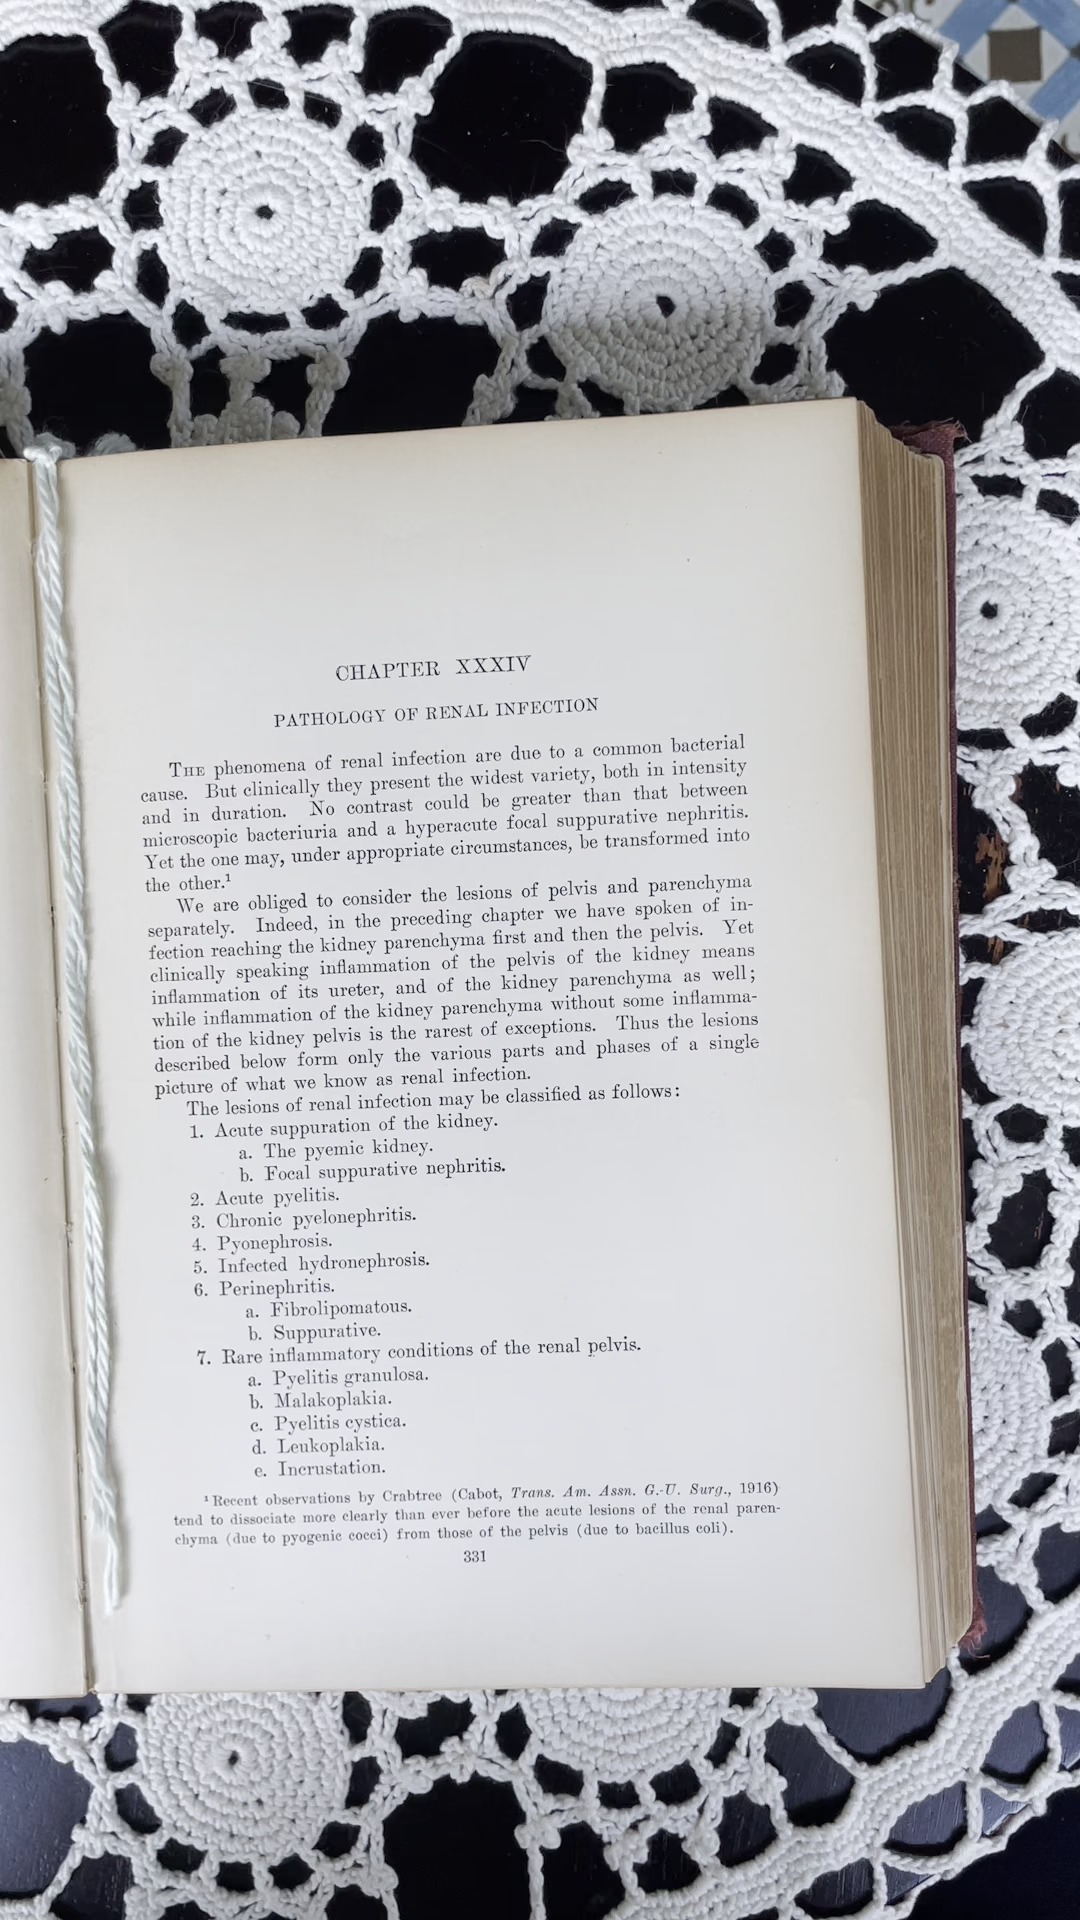 CHAPTER XXXIV
PATHOLOGY OF RENAL INFECTION
THE phenomena of renal infection are due to a common bacterial
cause. But clinically they present the widest variety, both in intensity
and in duration. No contrast could be greater than that between
microscopic bacteriuria and a hyperacute focal suppurative nephritis.
Yet the one may, under appropriate circumstances, be transformed into
the other.¹
We are obliged to consider the lesions of pelvis and parenchyma
separately. Indeed, in the preceding chapter we have spoken of in-
fection reaching the kidney parenchyma first and then the pelvis. Yet
clinically speaking inflammation of the pelvis of the kidney means
inflammation of its ureter, and of the kidney parenchyma as well;
while inflammation of the kidney parenchyma without some inflamma-
tion of the kidney pelvis is the rarest of exceptions. Thus the lesions
described below form only the various parts and phases of a single
picture of what we know as renal infection.
The lesions of renal infection may be classified as follows:
1. Acute suppuration of the kidney.
a. The pyemic kidney.
b. Focal suppurative nephritis.
2. Acute pyelitis.
3. Chronic pyelonephritis.
4. Pyonephrosis.
5. Infected hydronephrosis.
6. Perinephritis.
a. Fibrolipomatous.
b. Suppurative.
7. Rare inflammatory conditions of the renal pelvis.
a. Pyelitis granulosa.
b. Malakoplakia.
c. Pyelitis cystica.
d. Leukoplakia.
e. Incrustation.
¹ Recent observations by Crabtree (Cabot, Trans. Am. Assn. G.-U. Surg., 1916)
tend to dissociate more clearly than ever before the acute lesions of the renal paren-
chyma (due to pyogenic cocci) from those of the pelvis (due to bacillus coli).
331